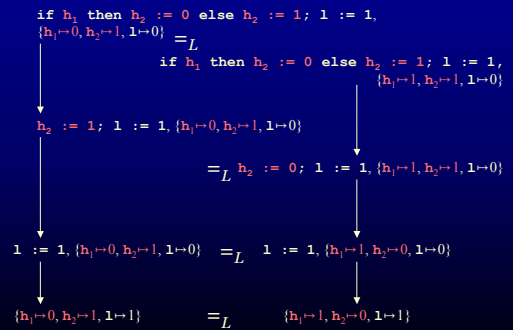 if h₁ then h₂ := 0 else h₂ := 1; l := 1,
{h₁↦0, h₂↦1, l↦0} =L
if h₁ then h₂ := 0 else h₂ := 1; l := 1,
{h₁↦1, h₂↦1, l↦0}
h₂ := 1; l := 1, {h₁↦0, h₂↦1, l↦0}
=L h₂ := 0; l := 1, {h₁↦1, h₂↦1, l↦0}
l := 1, {h₁↦0, h₂↦1, l↦0} =L l := 1, {h₁↦1, h₂↦0, l↦0}
{h₁↦0, h₂↦1, l↦1} =L {h₁↦1, h₂↦0, l↦1}